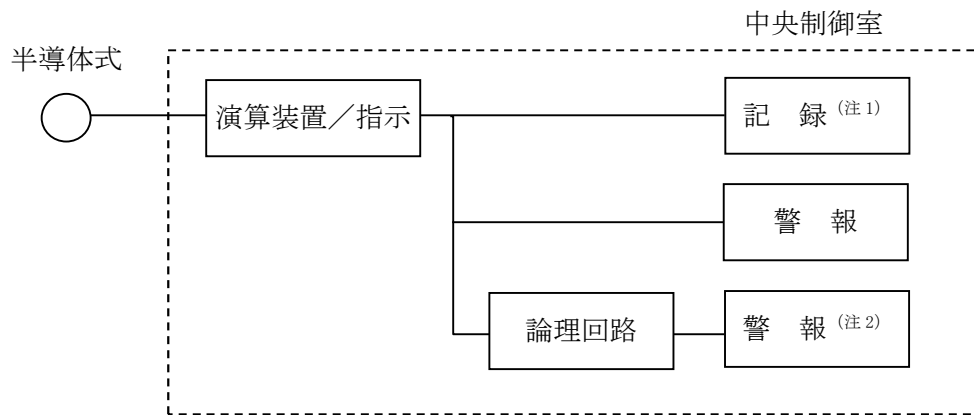 中央制御室
半導体式
演算装置／指示
記 録 (注1)
警 報
論理回路
警 報 (注2)